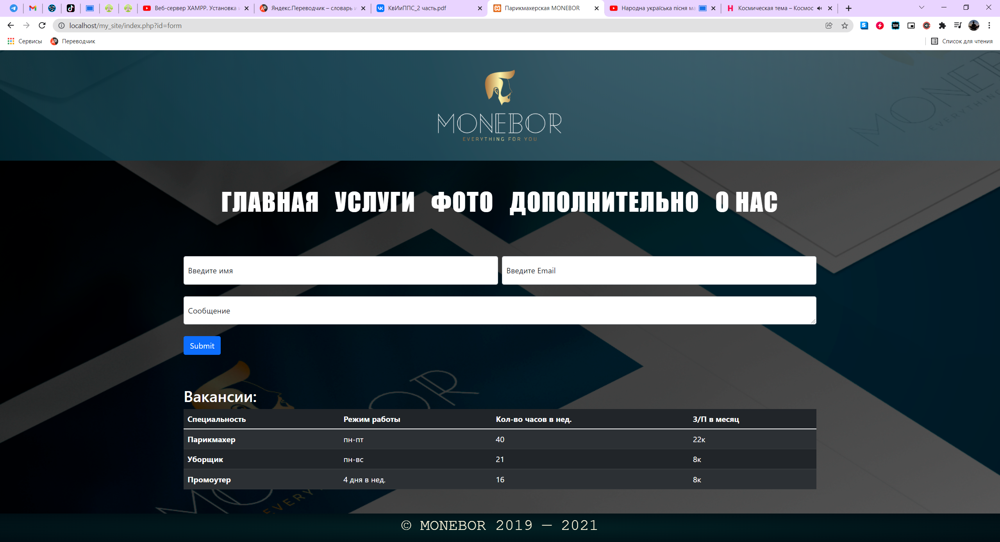 Веб-сервер XAMPP. Установка и
Яндекс.Переводчик – словарь и
КвИиППС_2 часть.pdf
Парикмахерская MONEBOR
Народна україська пісня ма
Космическая тема – Космос
localhost/my_site/index.php?id=form
Сервисы
Переводчик
Список для чтения
MONEBOR
EVERYTHING FOR YOU
ГЛАВНАЯ УСЛУГИ ФОТО ДОПОЛНИТЕЛЬНО О НАС
Введите имя Введите Email
Сообщение
Submit
Вакансии:
Специальность Режим работы Кол-во часов в нед. З/П в месяц
Парикмахер пн-пт 40 22к
Уборщик пн-вс 21 8к
Промоутер 4 дня в нед. 16 8к
© MONEBOR 2019 — 2021